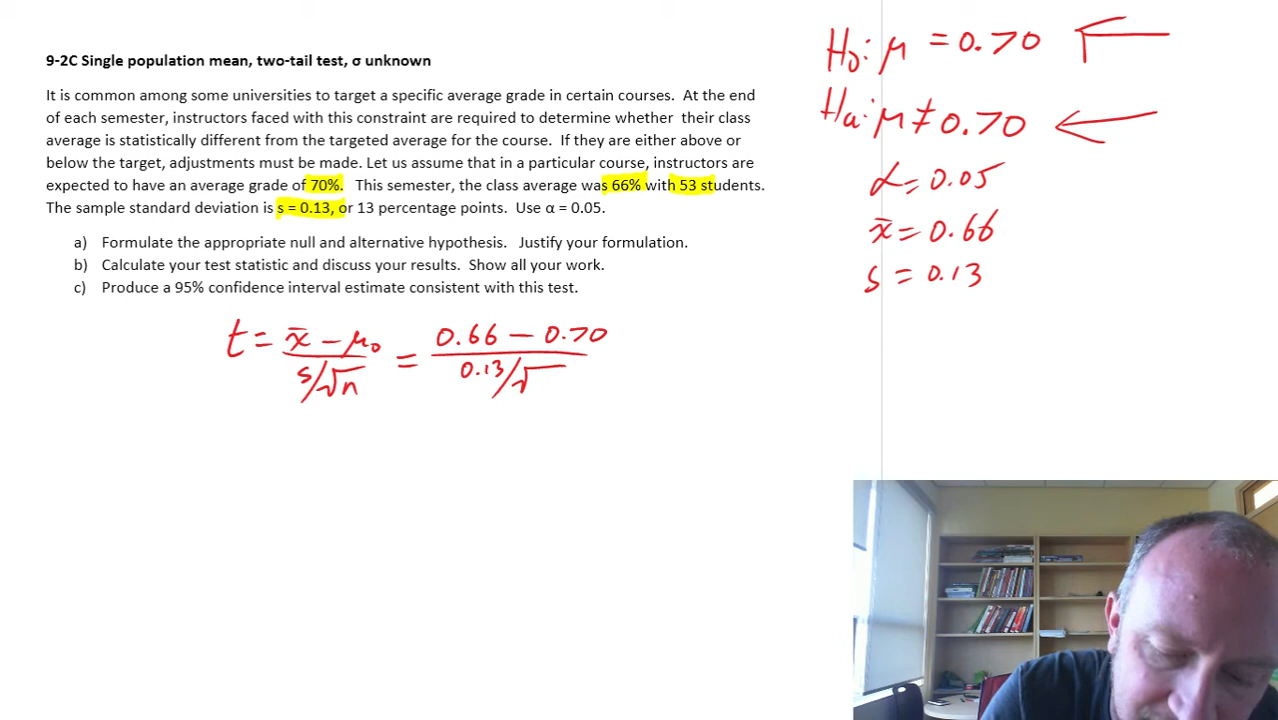 9-2C Single population mean, two-tail test, σ unknown
It is common among some universities to target a specific average grade in certain courses. At the end
of each semester, instructors faced with this constraint are required to determine whether their class
average is statistically different from the targeted average for the course. If they are either above or
below the target, adjustments must be made. Let us assume that in a particular course, instructors are
expected to have an average grade of 70%. This semester, the class average was 66% with 53 students.
The sample standard deviation is s = 0.13, or 13 percentage points. Use α = 0.05.
a) Formulate the appropriate null and alternative hypothesis. Justify your formulation.
b) Calculate your test statistic and discuss your results. Show all your work.
c) Produce a 95% confidence interval estimate consistent with this test.
t = x̄ − μ₀ / s/√n = 0.66 − 0.70 / 0.13/√
H₀: μ = 0.70
Ha: μ ≠ 0.70
α = 0.05
x̄ = 0.66
s = 0.13